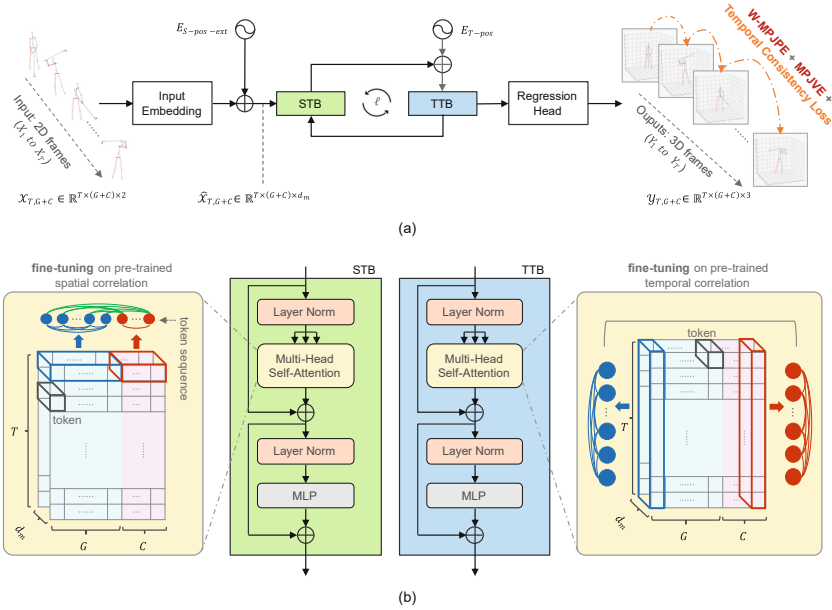 E_{S-pos-ext}
E_{T-pos}
W-MPJPE + MPJVE +
Temporal Consistency Loss
Input: 2D frames
(X_1 to X_T)
Input
Embedding
STB
ℓ
TTB
Regression
Head
Ouputs: 3D frames
(Y_1 to Y_T)
𝒳_{T,G+C} ∈ ℝ^{T×(G+C)×2}
𝒳̂_{T,G+C} ∈ ℝ^{T×(G+C)×d_m}
𝒴_{T,G+C} ∈ ℝ^{T×(G+C)×3}
(a)
fine-tuning on pre-trained
spatial correlation
token sequence
token
T
d_m
G
C
STB
Layer Norm
Multi-Head
Self-Attention
Layer Norm
MLP
TTB
Layer Norm
Multi-Head
Self-Attention
Layer Norm
MLP
fine-tuning on pre-trained
temporal correlation
token
T
d_m
G
C
(b)